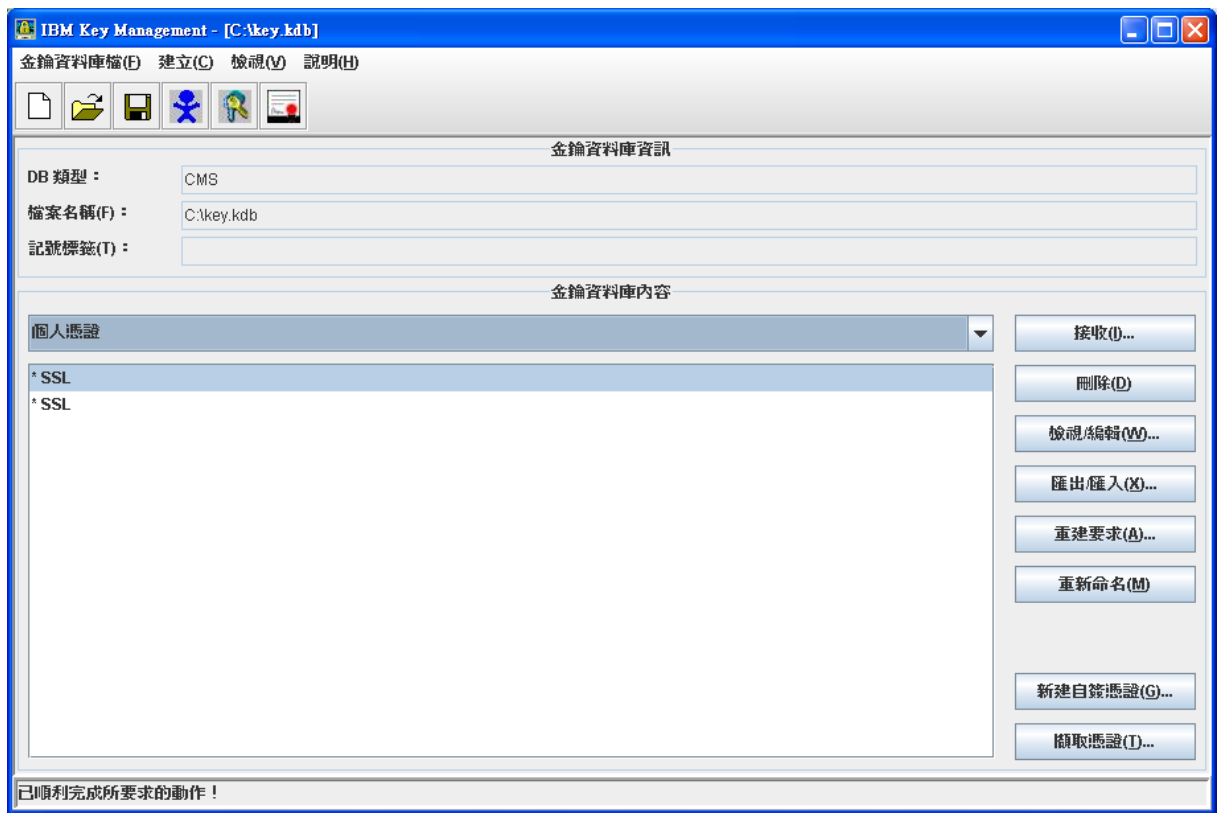 IBM Key Management - [C:\key.kdb]
金鑰資料庫檔(F) 建立(C) 檢視(V) 說明(H)
金鑰資料庫資訊
DB 類型： CMS
檔案名稱(F)： C:\key.kdb
記號標籤(T)：
金鑰資料庫內容
個人憑證
接收(I)...
* SSL
* SSL
刪除(D)
檢視/編輯(W)...
匯出/匯入(X)...
重建要求(A)...
重新命名(M)
新建自簽憑證(G)...
擷取憑證(T)...
已順利完成所要求的動作！